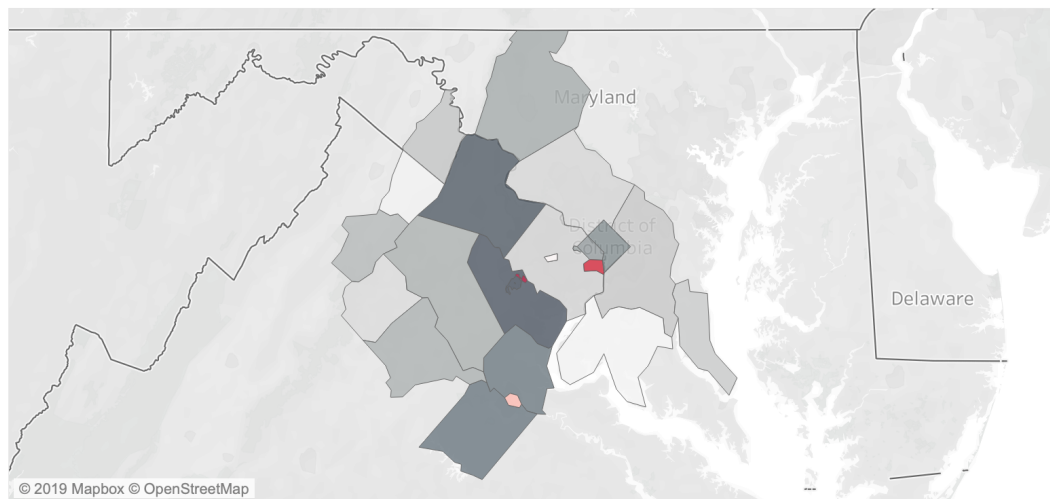 Maryland
District of
Columbia
Delaware
© 2019 Mapbox © OpenStreetMap